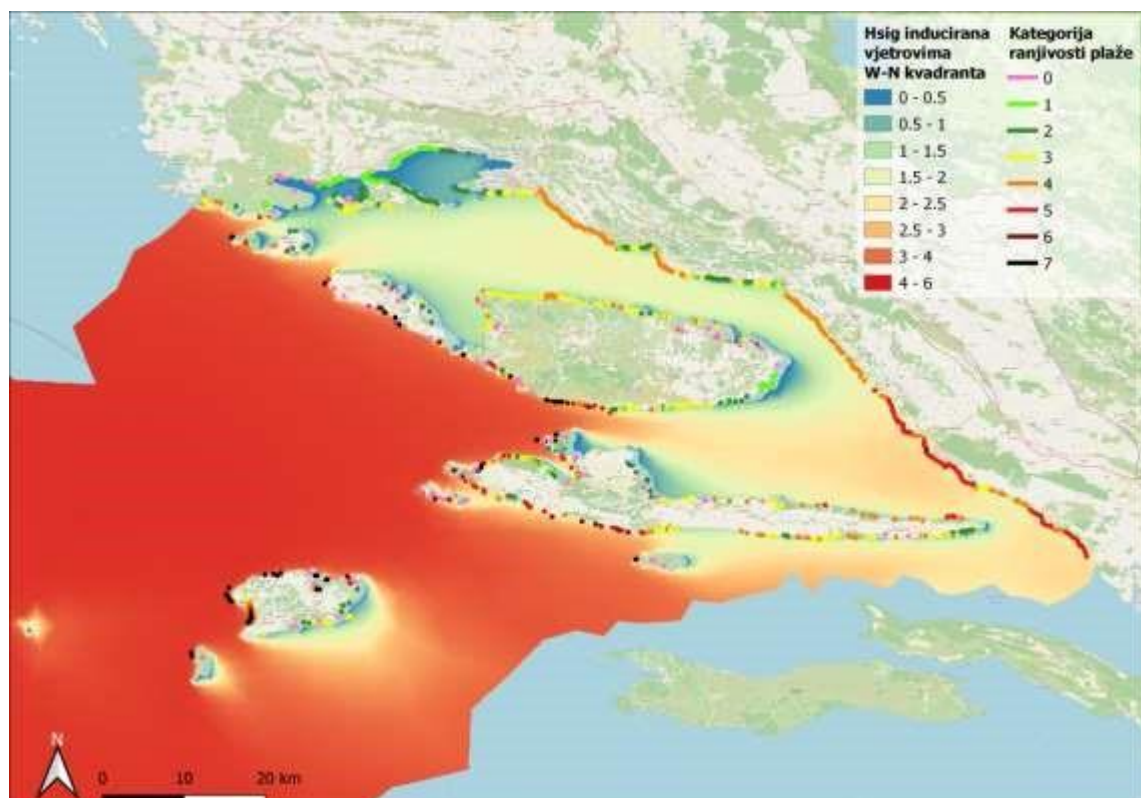 Hsig inducirana
vjetrovima
W-N kvadranta
0 - 0.5
0.5 - 1
1 - 1.5
1.5 - 2
2 - 2.5
2.5 - 3
3 - 4
4 - 6
Kategorija
ranjivosti plaže
0
1
2
3
4
5
6
7
N
0 10 20 km